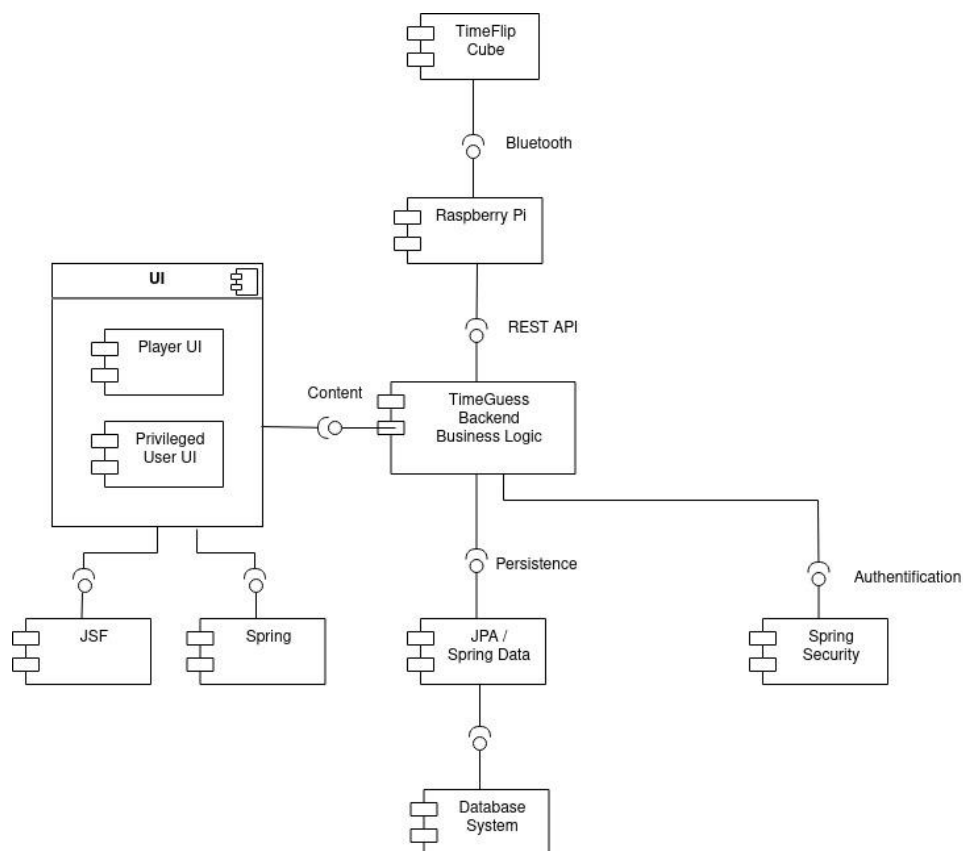 TimeFlip
Cube
Bluetooth
Raspberry Pi
REST API
UI
Player UI
Privileged
User UI
Content
TimeGuess
Backend
Business Logic
Persistence
Authentification
JSF
Spring
JPA /
Spring Data
Spring
Security
Database
System